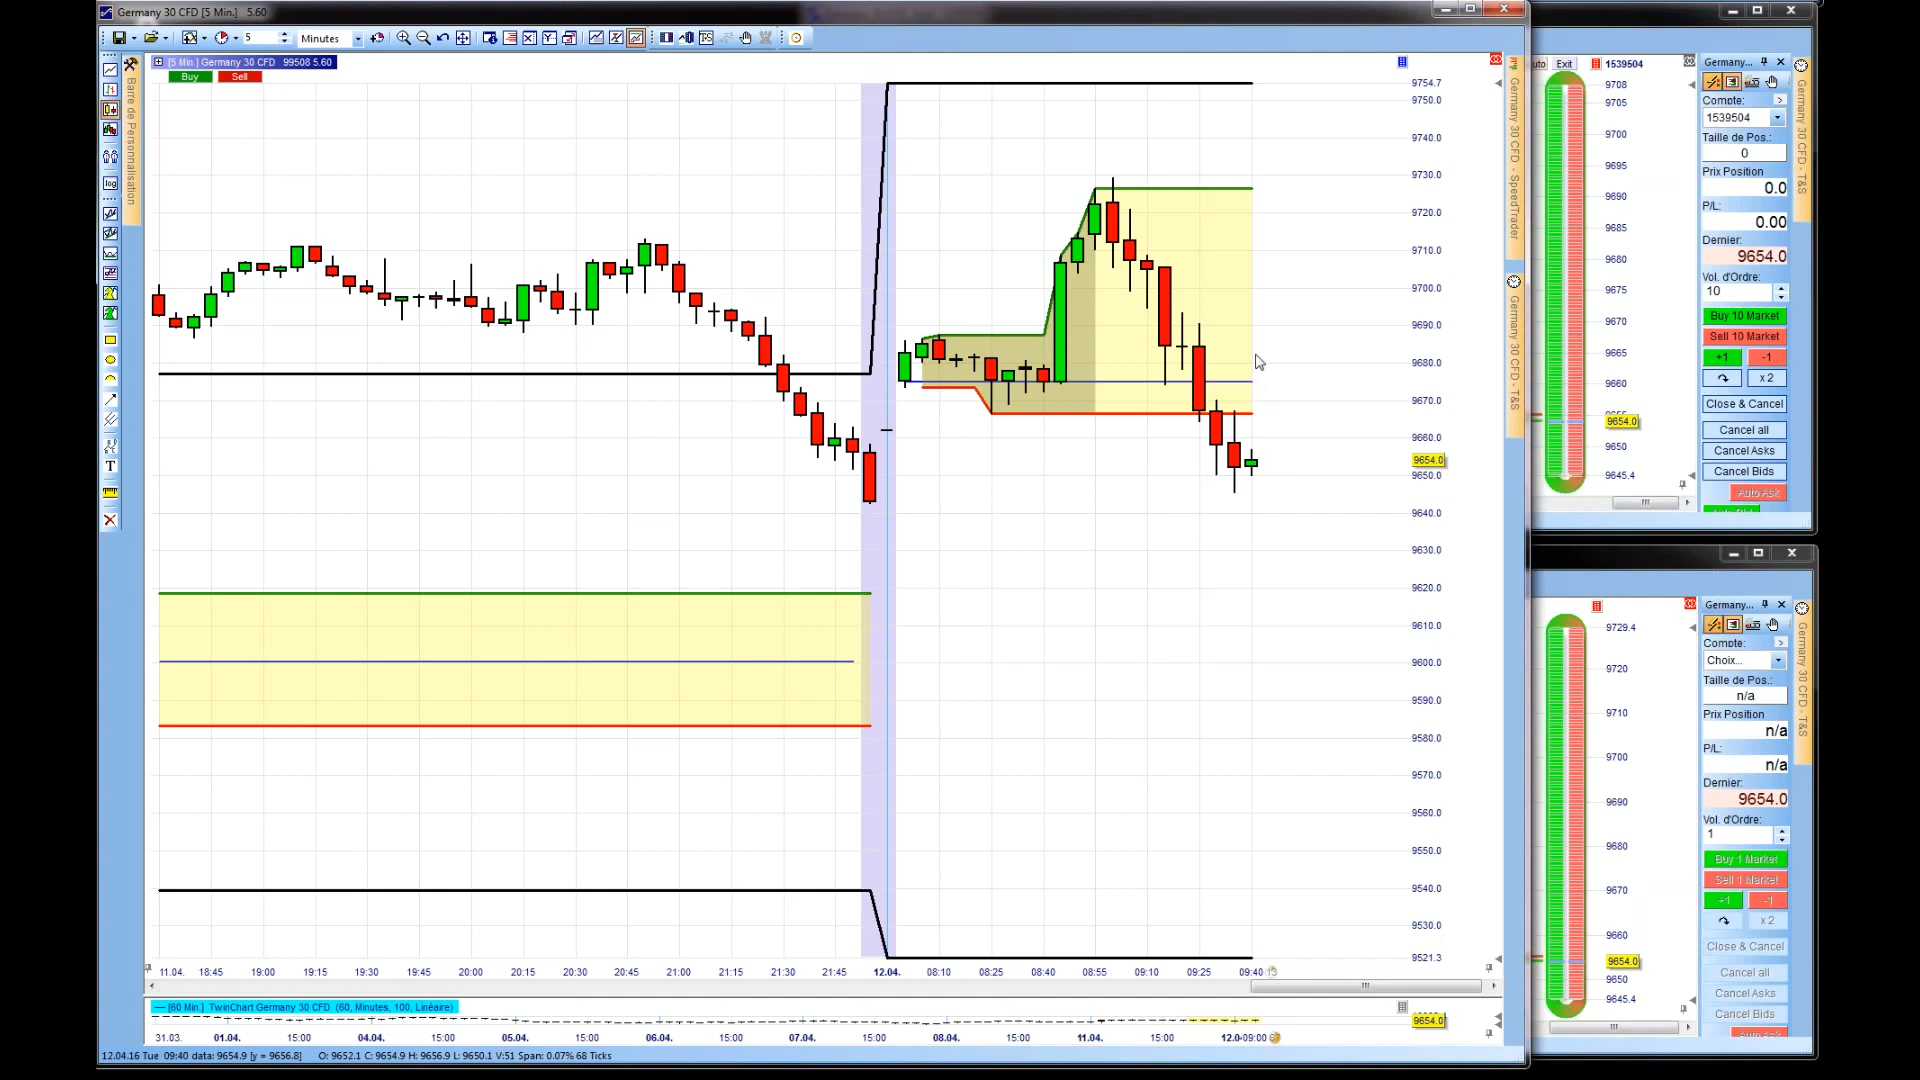 Germany 30 CFD [5 Min.] 5.60
5
Minutes
[5 Min.] Germany 30 CFD 99508 5.60
Buy
Sell
Barre de Personnalisation
log
T
9754.7
9750.0
9740.0
9730.0
9720.0
9710.0
9700.0
9690.0
9680.0
9670.0
9660.0
9654.0
9650.0
9640.0
9630.0
9620.0
9610.0
9600.0
9590.0
9580.0
9570.0
9560.0
9550.0
9540.0
9530.0
9521.3
11.04. 18:45 19:00 19:15 19:30 19:45 20:00 20:15 20:30 20:45 21:00 21:15 21:30 21:45 12.04. 08:10 08:25 08:40 08:55 09:10 09:25 09:40
[60 Min.] TwinChart Germany 30 CFD (60, Minutes, 100, Linéaire)
9654.0
31.03. 01.04. 15:00 04.04. 15:00 05.04. 15:00 06.04. 15:00 07.04. 15:00 08.04. 15:00 11.04. 15:00 12.0 09:00
12.04.16 Tue 09:40 data: 9654.9 [y = 9656.8] O: 9652.1 C: 9654.9 H: 9656.9 L: 9650.1 V:51 Span: 0.07% 68 Ticks
Germany 30 CFD - SpeedTrader
Germany 30 CFD - T&S
Exit
1539504
9708
9705
9700
9695
9690
9685
9680
9675
9670
9665
9660
9654.0
9650
9645.4
Germany...
Compte:
1539504
Taille de Pos.:
0
Prix Position
0.0
P/L:
0.00
Dernier:
9654.0
Vol. d'Ordre:
10
Buy 10 Market
Sell 10 Market
+1
-1
x 2
Close & Cancel
Cancel all
Cancel Asks
Cancel Bids
Auto Ask
Germany 30 CFD - T&S
9729.4
9720
9710
9700
9690
9680
9670
9660
9654.0
9650
9645.4
Germany...
Compte:
Choix...
Taille de Pos.:
n/a
Prix Position
n/a
P/L:
n/a
Dernier:
9654.0
Vol. d'Ordre:
1
Buy 1 Market
Sell 1 Market
+1
-1
x 2
Close & Cancel
Cancel all
Cancel Asks
Cancel Bids
Germany 30 CFD - T&S